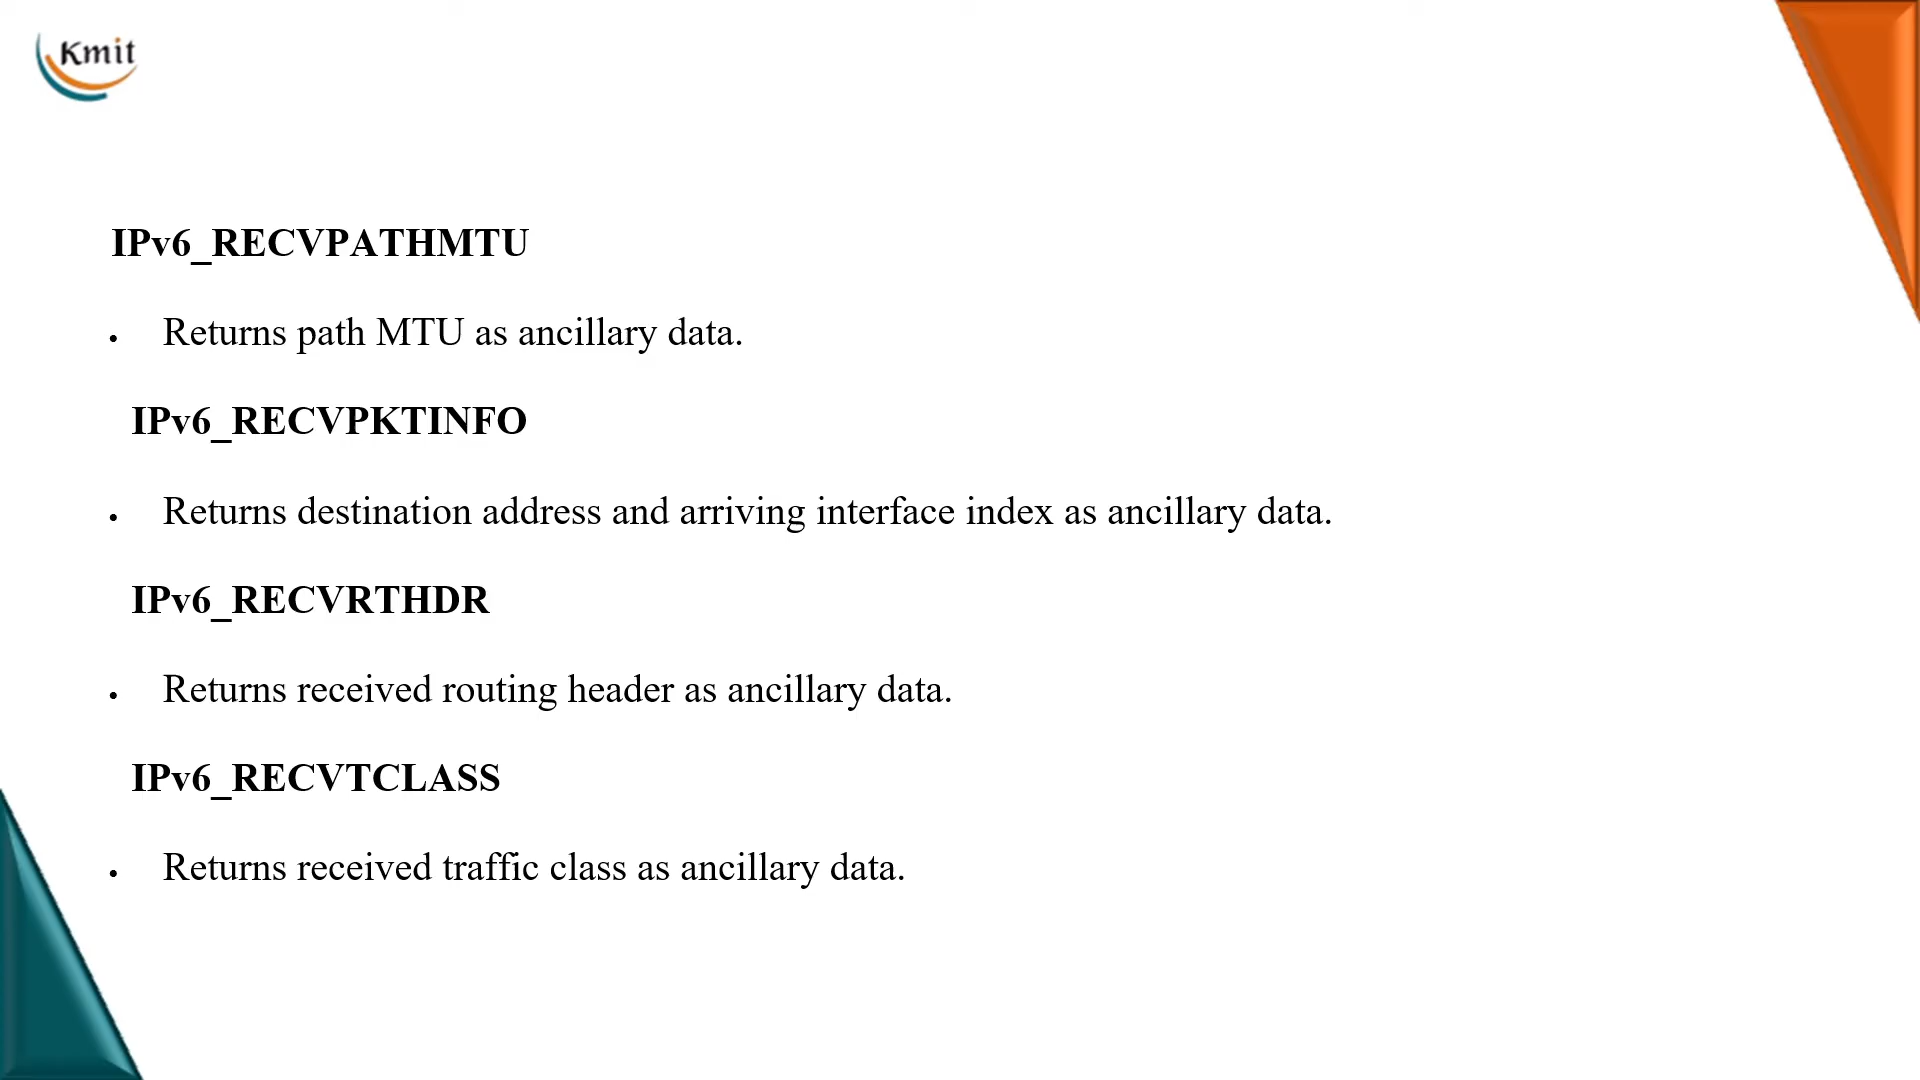 Kmit
IPv6_RECVPATHMTU
• Returns path MTU as ancillary data.
IPv6_RECVPKTINFO
• Returns destination address and arriving interface index as ancillary data.
IPv6_RECVRTHDR
• Returns received routing header as ancillary data.
IPv6_RECVTCLASS
• Returns received traffic class as ancillary data.